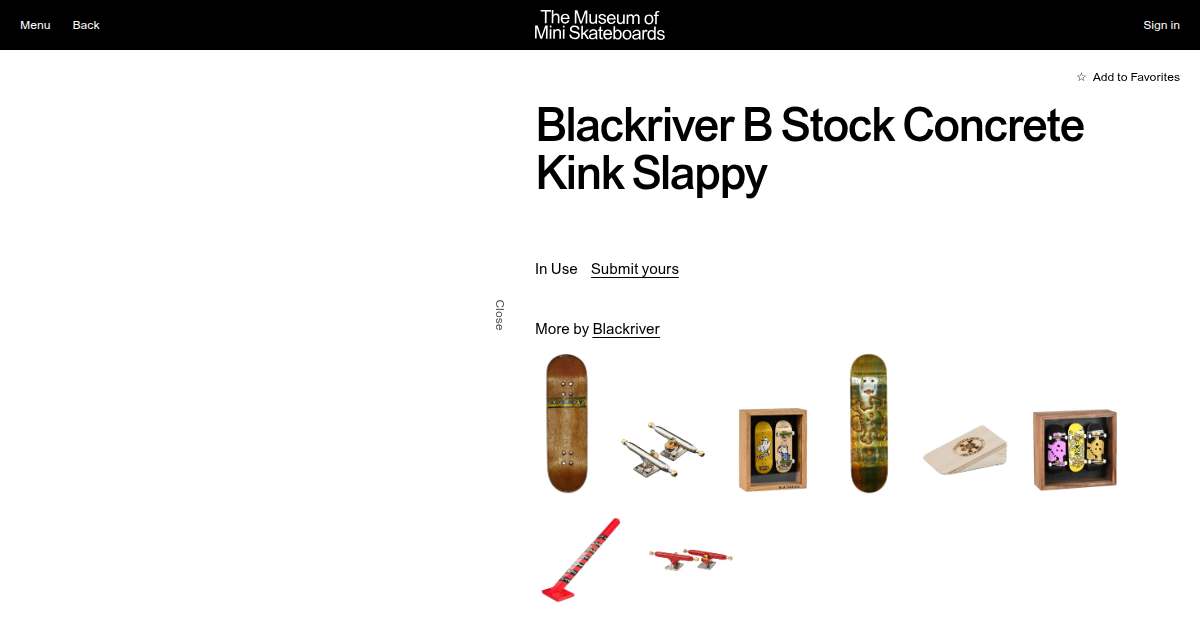 Menu
Back
The Museum of
Mini Skateboards
Sign in
☆ Add to Favorites
Blackriver B Stock Concrete
Kink Slappy
In Use Submit yours
Close
More by Blackriver